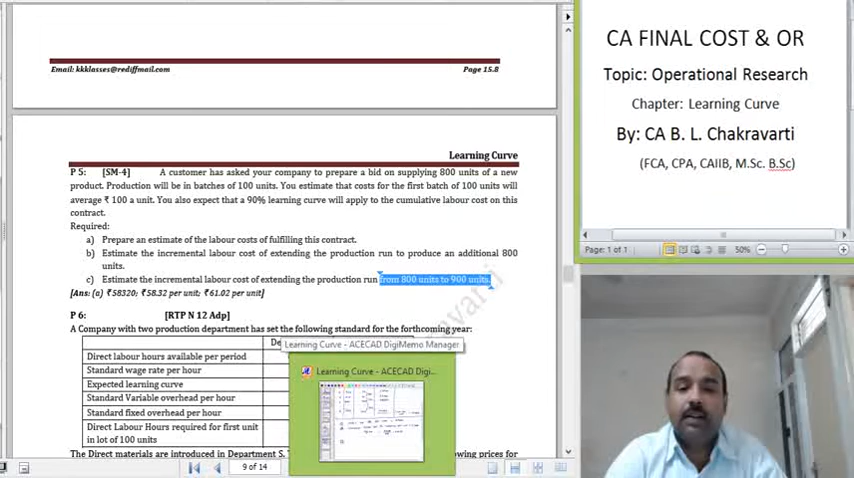 Email: kkklasses@rediffmail.com Page 15.8
Learning Curve
P 5: [SM-4] A customer has asked your company to prepare a bid on supplying 800 units of a new
product. Production will be in batches of 100 units. You estimate that costs for the first batch of 100 units will
average ₹ 100 a unit. You also expect that a 90% learning curve will apply to the cumulative labour cost on this
contract.
Required:
a) Prepare an estimate of the labour costs of fulfilling this contract.
b) Estimate the incremental labour cost of extending the production run to produce an additional 800
units.
c) Estimate the incremental labour cost of extending the production run from 800 units to 900 units.
[Ans: (a) ₹58320; ₹58.32 per unit; ₹61.02 per unit]
P 6: [RTP N 12 Adp]
A Company with two production department has set the following standard for the forthcoming year:
De
Learning Curve - ACECAD DigiMemo Manager
Direct labour hours available per period
Standard wage rate per hour
Learning Curve - ACECAD Digi...
Expected learning curve
Standard Variable overhead per hour
Standard fixed overhead per hour
Direct Labour Hours required for first unit
in lot of 100 units
The Direct materials are introduced in Department S. T
owing prices for
9 of 14
CA FINAL COST & OR
Topic: Operational Research
Chapter: Learning Curve
By: CA B. L. Chakravarti
(FCA, CPA, CAIIB, M.Sc. B.Sc)
Page: 1 of 1
50%